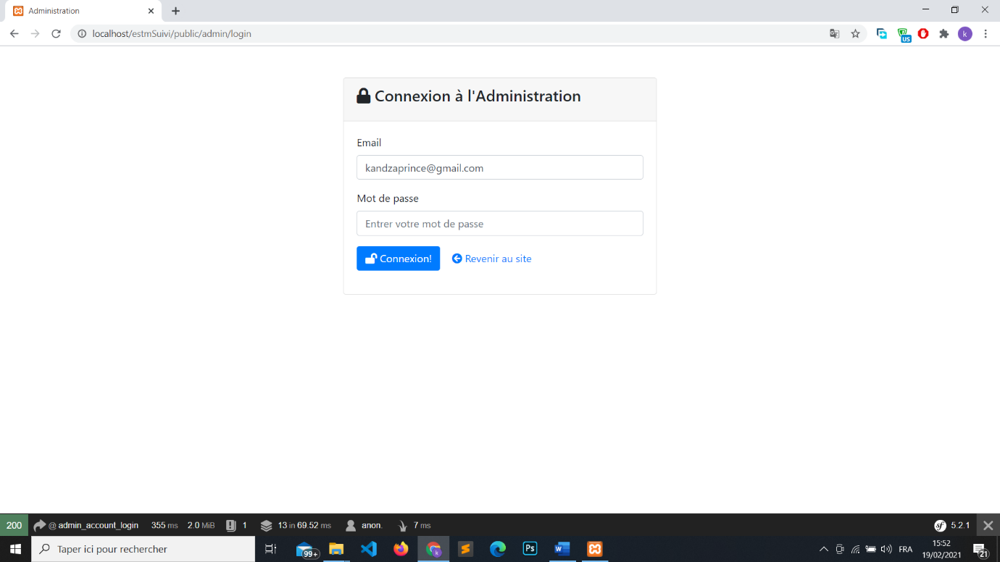 Administration
localhost/estmSuivi/public/admin/login
US
k
Connexion à l'Administration
Email
kandzaprince@gmail.com
Mot de passe
Entrer votre mot de passe
Connexion!
Revenir au site
200 @ admin_account_login 355 ms 2.0 MiB 1 13 in 69.52 ms anon. 7 ms sf 5.2.1
Taper ici pour rechercher
99+
k
Ps
W
FRA
15:52
19/02/2021
21